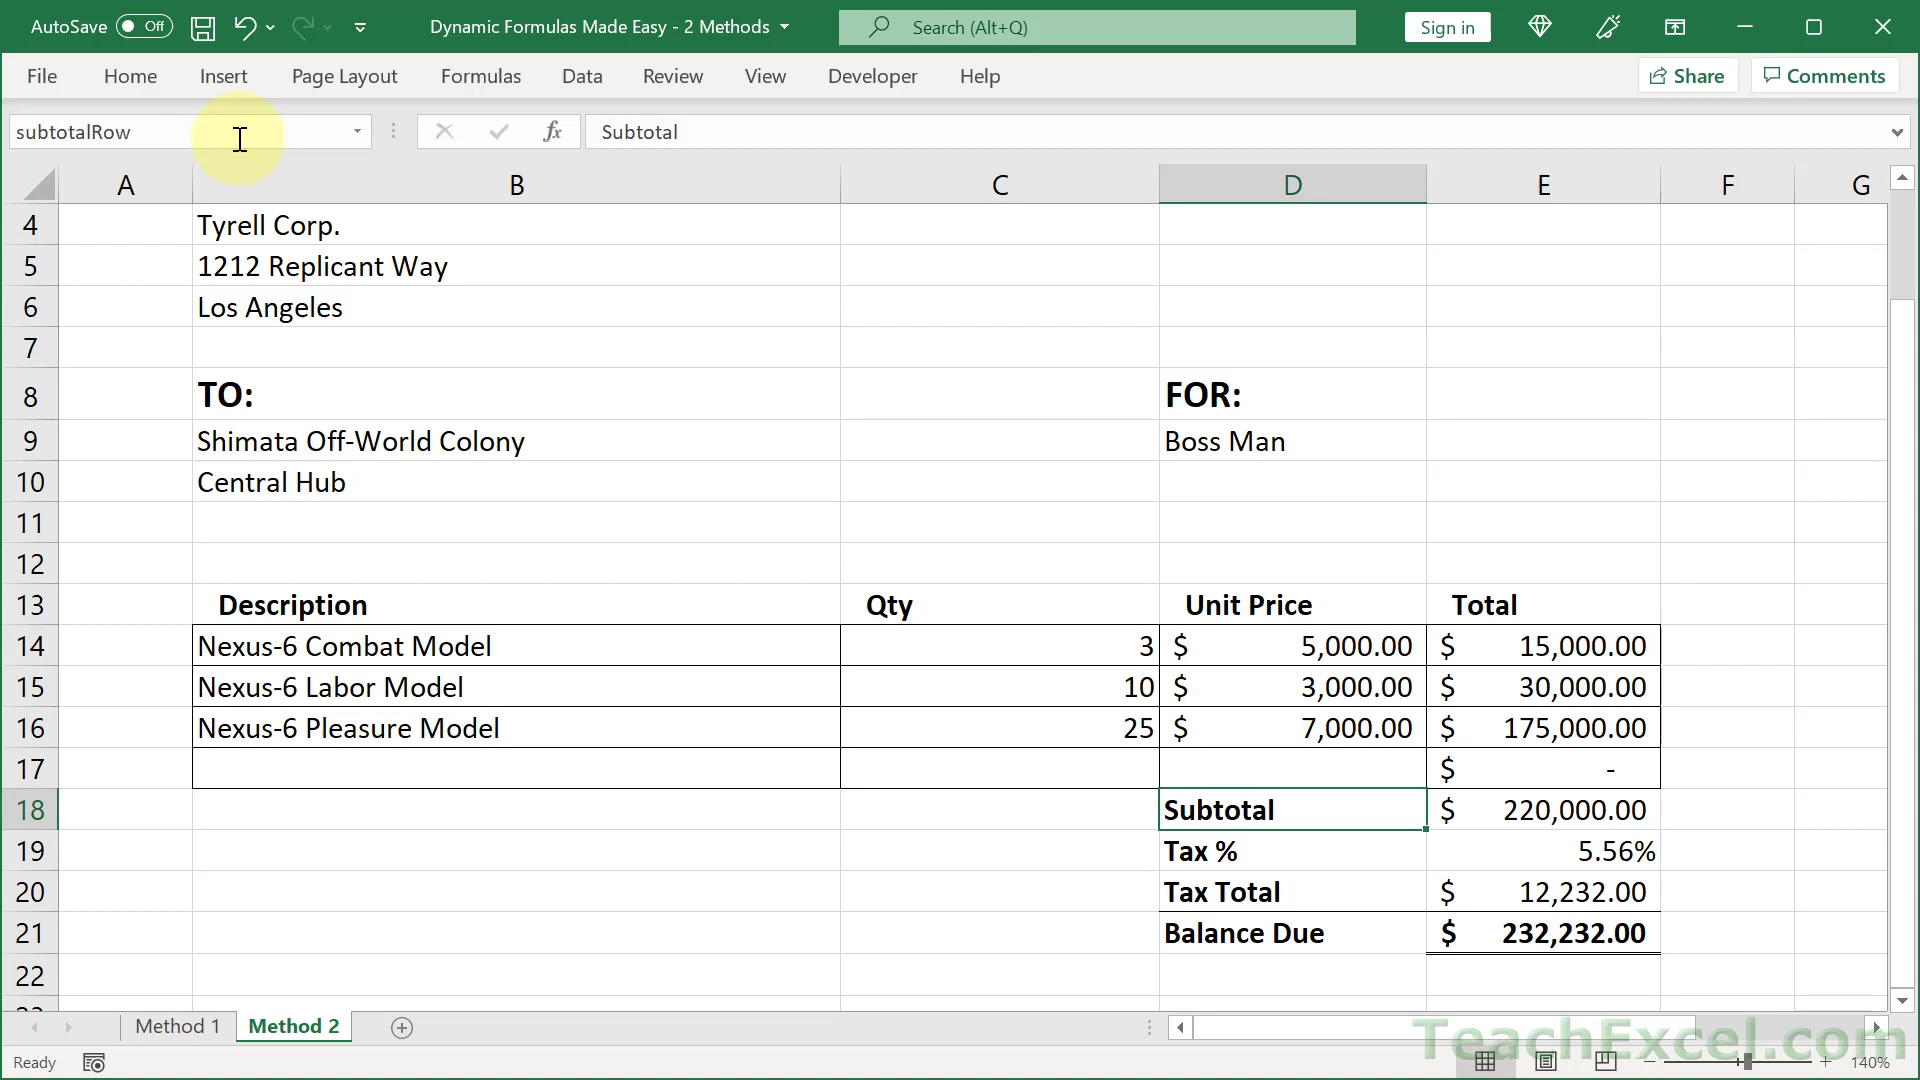 AutoSave Off Dynamic Formulas Made Easy - 2 Methods Search (Alt+Q) Sign in
File Home Insert Page Layout Formulas Data Review View Developer Help Share Comments
subtotalRow fx Subtotal
A B C D E F G
4 Tyrell Corp.
5 1212 Replicant Way
6 Los Angeles
7
8 TO: FOR:
9 Shimata Off-World Colony Boss Man
10 Central Hub
11
12
13 Description Qty Unit Price Total
14 Nexus-6 Combat Model 3 $ 5,000.00 $ 15,000.00
15 Nexus-6 Labor Model 10 $ 3,000.00 $ 30,000.00
16 Nexus-6 Pleasure Model 25 $ 7,000.00 $ 175,000.00
17 $ -
18 Subtotal $ 220,000.00
19 Tax % 5.56%
20 Tax Total $ 12,232.00
21 Balance Due $ 232,232.00
22
Method 1 Method 2
TeachExcel.com
Ready 140%